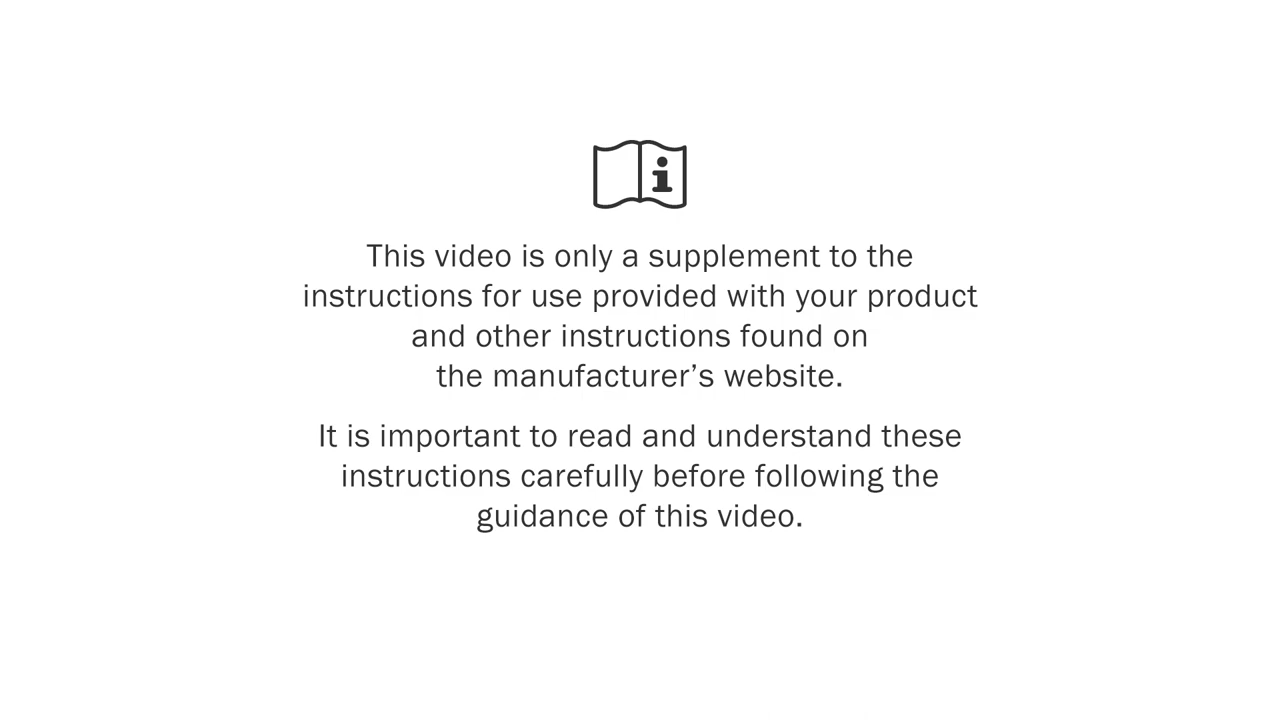 This video is only a supplement to the
instructions for use provided with your product
and other instructions found on
the manufacturer’s website.
It is important to read and understand these
instructions carefully before following the
guidance of this video.